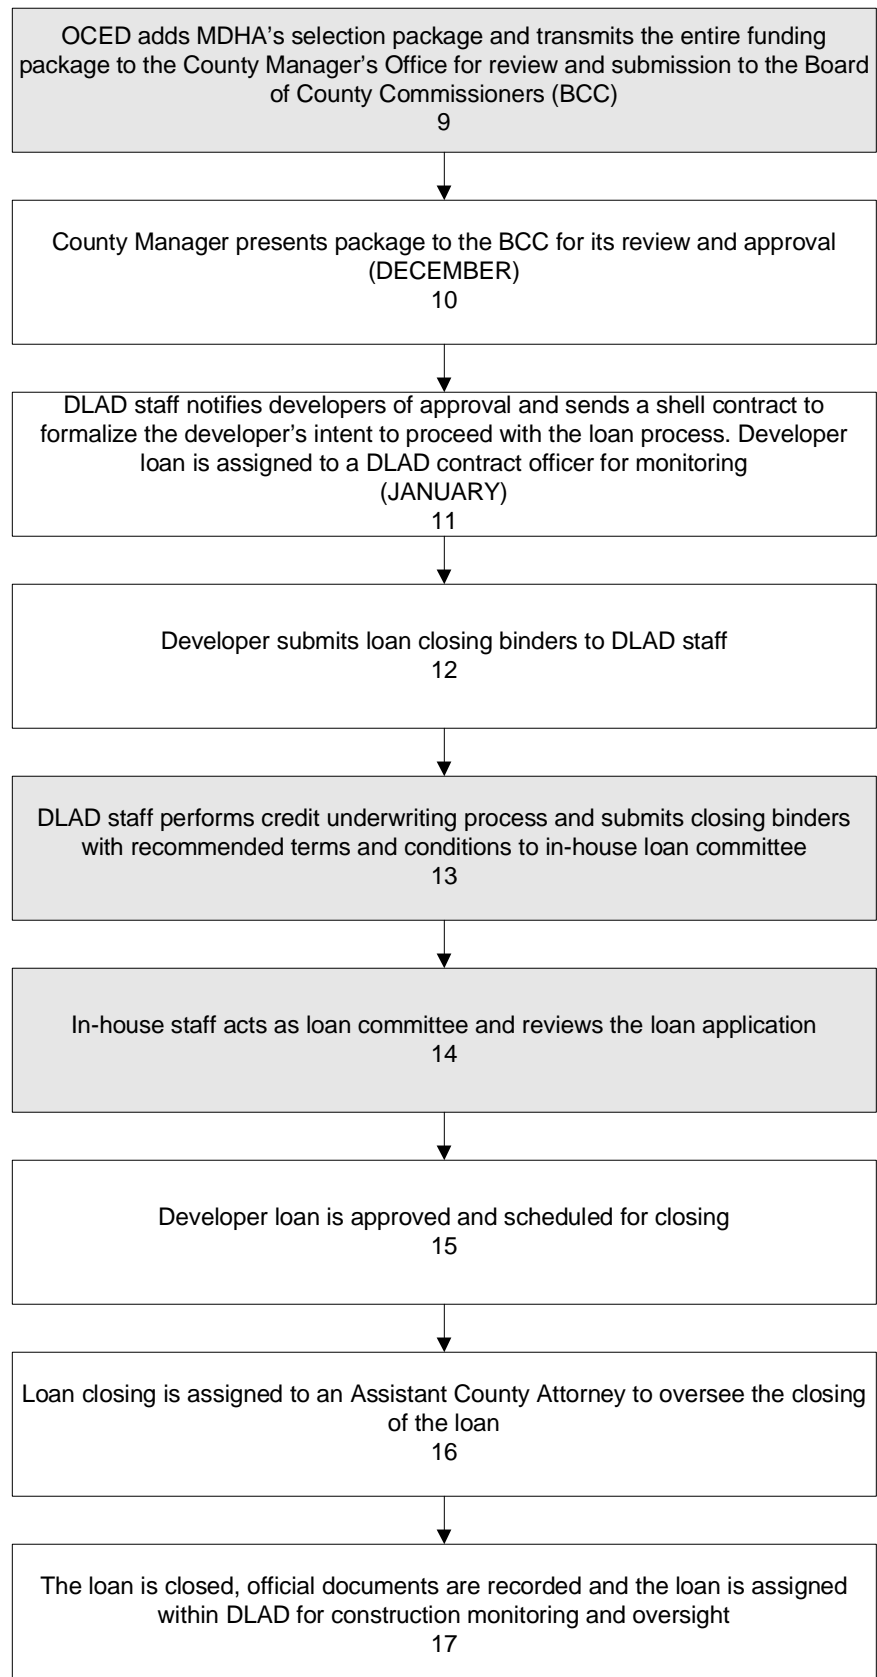 OCED adds MDHA’s selection package and transmits the entire funding
package to the County Manager’s Office for review and submission to the Board
of County Commissioners (BCC)
9
County Manager presents package to the BCC for its review and approval
(DECEMBER)
10
DLAD staff notifies developers of approval and sends a shell contract to
formalize the developer’s intent to proceed with the loan process. Developer
loan is assigned to a DLAD contract officer for monitoring
(JANUARY)
11
Developer submits loan closing binders to DLAD staff
12
DLAD staff performs credit underwriting process and submits closing binders
with recommended terms and conditions to in-house loan committee
13
In-house staff acts as loan committee and reviews the loan application
14
Developer loan is approved and scheduled for closing
15
Loan closing is assigned to an Assistant County Attorney to oversee the closing
of the loan
16
The loan is closed, official documents are recorded and the loan is assigned
within DLAD for construction monitoring and oversight
17